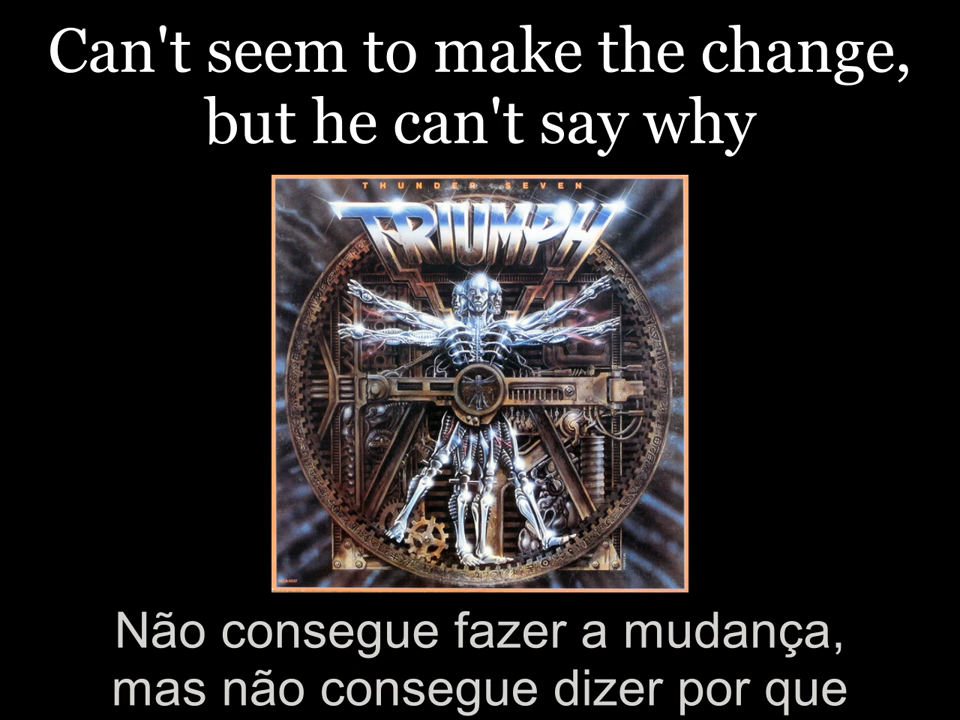 Can't seem to make the change,
but he can't say why
THUNDER SEVEN
TRIUMPH
Não consegue fazer a mudança,
mas não consegue dizer por que